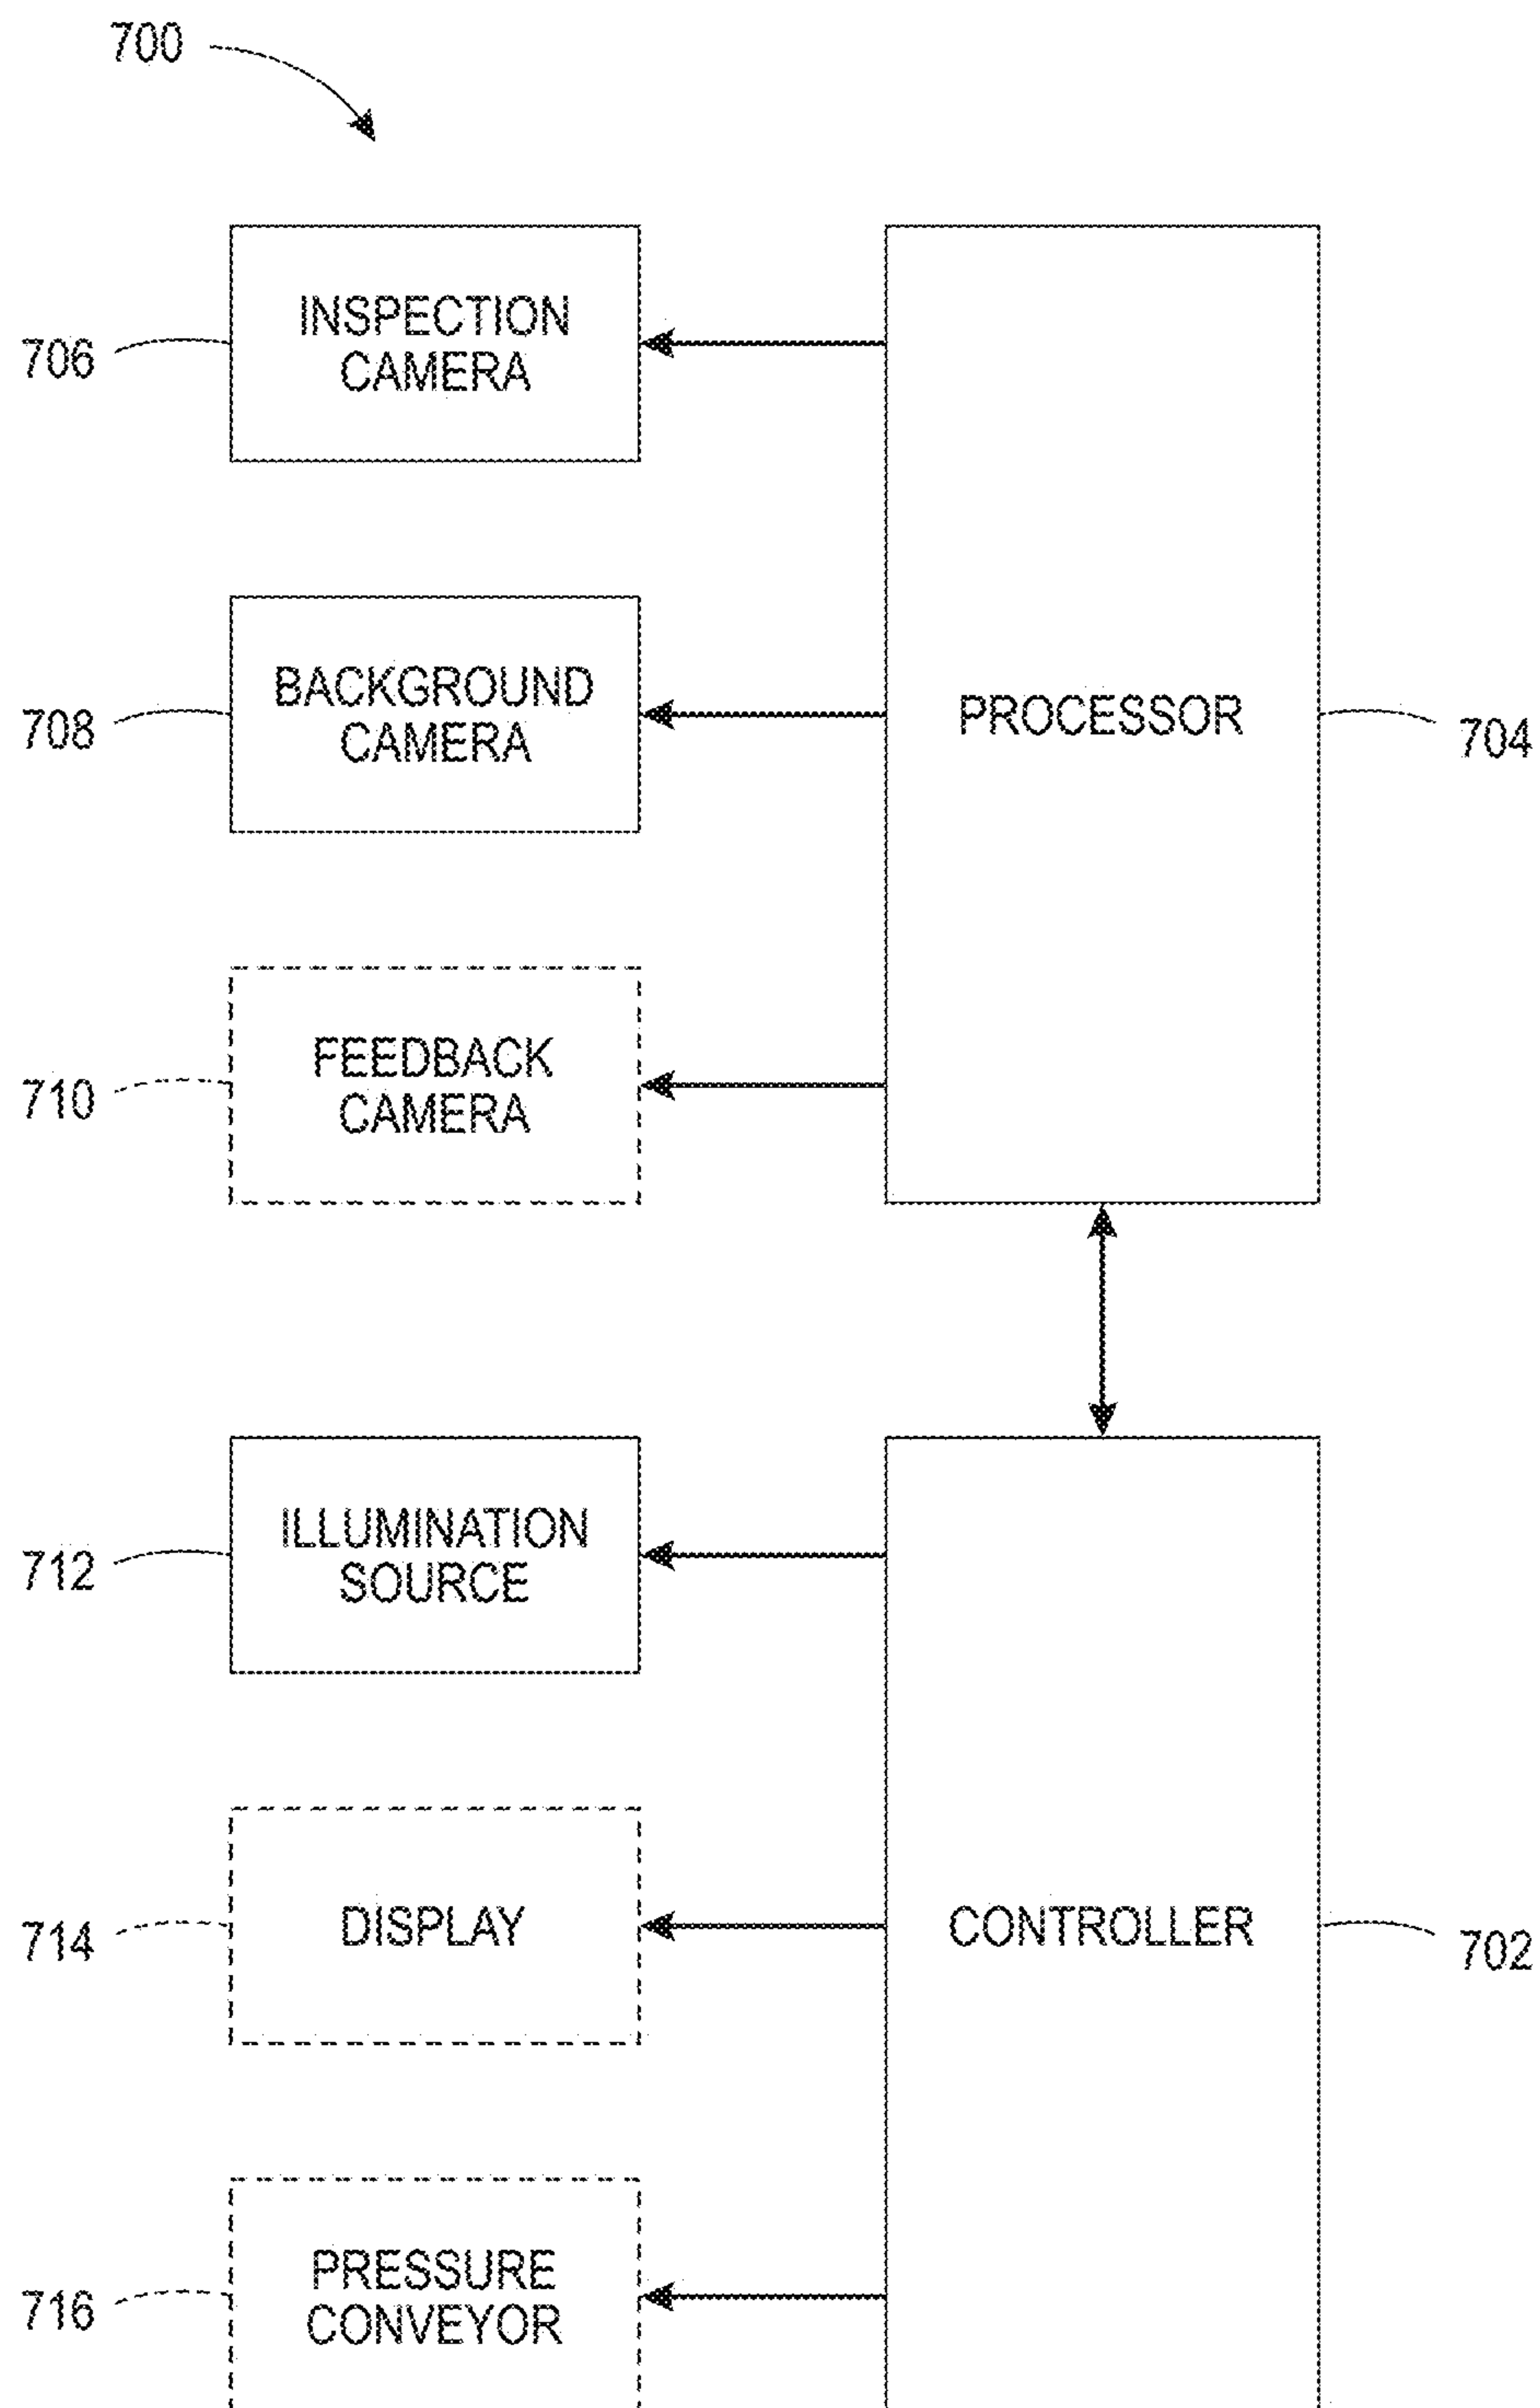 700
INSPECTION
CAMERA
706
BACKGROUND
CAMERA
708
PROCESSOR
704
FEEDBACK
CAMERA
710
ILLUMINATION
SOURCE
712
DISPLAY
714
CONTROLLER
702
PRESSURE
CONVEYOR
716